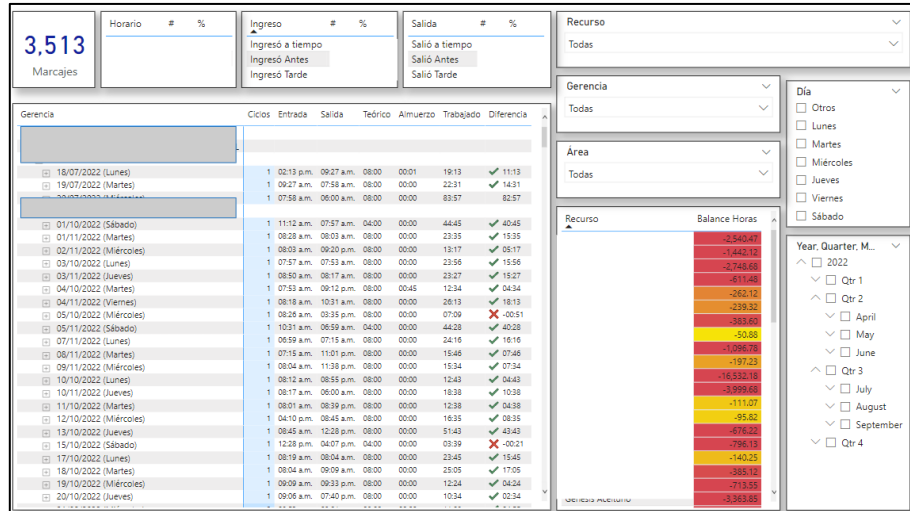 3,513
Marcajes
Horario # %
Ingreso # %
Ingresó a tiempo
Ingresó Antes
Ingresó Tarde
Salida # %
Salió a tiempo
Salió Antes
Salió Tarde
Recurso
Todas
Gerencia
Todas
Área
Todas
Día
Otros
Lunes
Martes
Miércoles
Jueves
Viernes
Sábado
Gerencia Ciclos Entrada Salida Teórico Almuerzo Trabajado Diferencia
18/07/2022 (Lunes) 1 02:13 p.m. 09:27 a.m. 08:00 00:01 19:13 11:13
19/07/2022 (Martes) 1 09:27 a.m. 07:58 a.m. 08:00 00:00 22:31 14:31
20/07/2022 (Miércoles) 1 07:58 a.m. 06:00 a.m. 08:00 00:00 83:57 82:57
01/10/2022 (Sábado) 1 11:12 a.m. 07:57 a.m. 04:00 00:00 44:45 40:45
01/11/2022 (Martes) 1 08:28 a.m. 08:03 a.m. 08:00 00:00 23:35 15:35
02/11/2022 (Miércoles) 1 08:03 a.m. 09:20 p.m. 08:00 00:00 13:17 05:17
03/10/2022 (Lunes) 1 07:57 a.m. 07:53 a.m. 08:00 00:00 23:56 15:56
03/11/2022 (Jueves) 1 08:50 a.m. 08:17 a.m. 08:00 00:00 23:27 15:27
04/10/2022 (Martes) 1 07:53 a.m. 09:12 p.m. 08:00 00:45 12:34 04:34
04/11/2022 (Viernes) 1 08:18 a.m. 10:31 a.m. 08:00 00:00 26:13 18:13
05/10/2022 (Miércoles) 1 08:26 a.m. 03:35 p.m. 08:00 00:00 07:09 -00:51
05/11/2022 (Sábado) 1 10:31 a.m. 06:59 a.m. 04:00 00:00 44:28 40:28
07/11/2022 (Lunes) 1 06:59 a.m. 07:15 a.m. 08:00 00:00 24:16 16:16
08/11/2022 (Martes) 1 07:15 a.m. 11:01 p.m. 08:00 00:00 15:46 07:46
09/11/2022 (Miércoles) 1 08:04 a.m. 11:38 p.m. 08:00 00:00 15:34 07:34
10/10/2022 (Lunes) 1 08:12 a.m. 08:55 p.m. 08:00 00:00 12:43 04:43
10/11/2022 (Jueves) 1 08:17 a.m. 06:00 a.m. 08:00 00:00 18:38 10:38
11/10/2022 (Martes) 1 08:01 a.m. 08:39 p.m. 08:00 00:00 12:38 04:38
12/10/2022 (Miércoles) 1 04:10 p.m. 08:45 a.m. 08:00 00:00 16:35 08:35
13/10/2022 (Jueves) 1 08:45 a.m. 12:28 p.m. 08:00 00:00 51:43 43:43
15/10/2022 (Sábado) 1 12:28 p.m. 04:07 p.m. 04:00 00:00 03:39 -00:21
17/10/2022 (Lunes) 1 08:19 a.m. 08:04 a.m. 08:00 00:00 23:45 15:45
18/10/2022 (Martes) 1 08:04 a.m. 09:09 a.m. 08:00 00:00 25:05 17:05
19/10/2022 (Miércoles) 1 09:09 a.m. 09:33 p.m. 08:00 00:00 12:24 04:24
20/10/2022 (Jueves) 1 09:06 a.m. 07:40 p.m. 08:00 00:00 10:34 02:34
Recurso Balance Horas
-2,540.47
-1,442.12
-2,748.68
-611.48
-262.12
-239.32
-383.60
-50.88
-1,096.78
-197.23
-16,532.18
-3,999.68
-111.07
-95.82
-676.22
-796.13
-140.25
-385.12
-713.55
-3,363.85
Year, Quarter, M...
2022
Qtr 1
Qtr 2
April
May
June
Qtr 3
July
August
September
Qtr 4